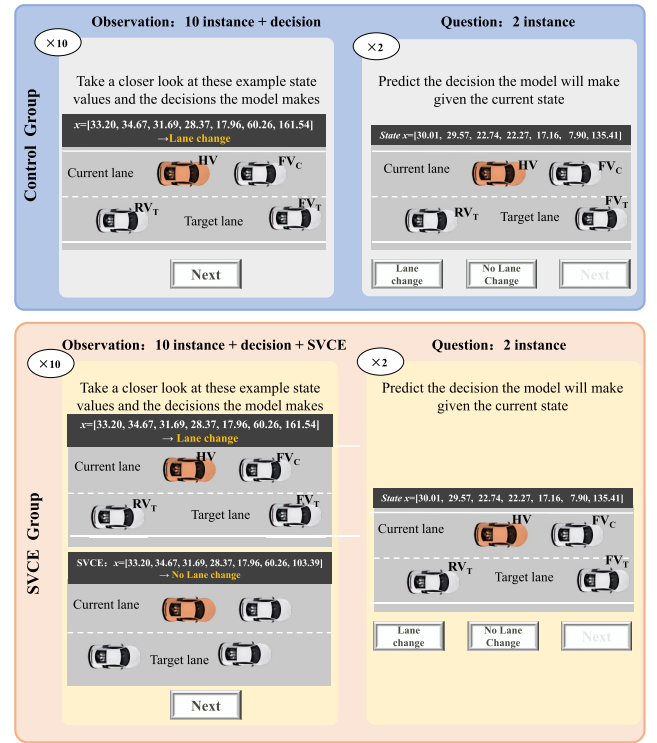 Control Group
Observation: 10 instance + decision
×10
Take a closer look at these example state
values and the decisions the model makes
x=[33.20, 34.67, 31.69, 28.37, 17.96, 60.26, 161.54]
→Lane change
Current lane
HV
FVC
RVT
Target lane
FVT
Next
Question: 2 instance
×2
Predict the decision the model will make
given the current state
State x=[30.01, 29.57, 22.74, 22.27, 17.16, 7.90, 135.41]
Current lane
HV
FVC
RVT
Target lane
FVT
Lane
change
No Lane
Change
Next
SVCE Group
Observation: 10 instance + decision + SVCE
×10
Take a closer look at these example state
values and the decisions the model makes
x=[33.20, 34.67, 31.69, 28.37, 17.96, 60.26, 161.54]
→ Lane change
Current lane
HV
FVC
RVT
Target lane
FVT
SVCE: x=[33.20, 34.67, 31.69, 28.37, 17.96, 60.26, 103.39]
→ No Lane change
Current lane
Target lane
Next
Question: 2 instance
×2
Predict the decision the model will make
given the current state
State x=[30.01, 29.57, 22.74, 22.27, 17.16, 7.90, 135.41]
Current lane
HV
FVC
RVT
Target lane
FVT
Lane
change
No Lane
Change
Next